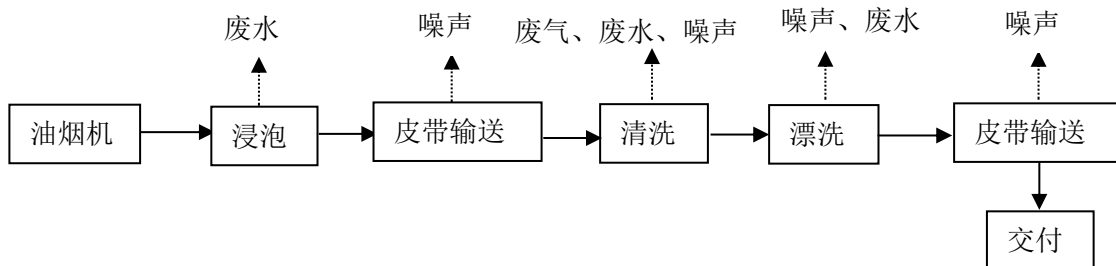 废水
噪声
废气、废水、噪声
噪声、废水
噪声
油烟机
浸泡
皮带输送
清洗
漂洗
皮带输送
交付